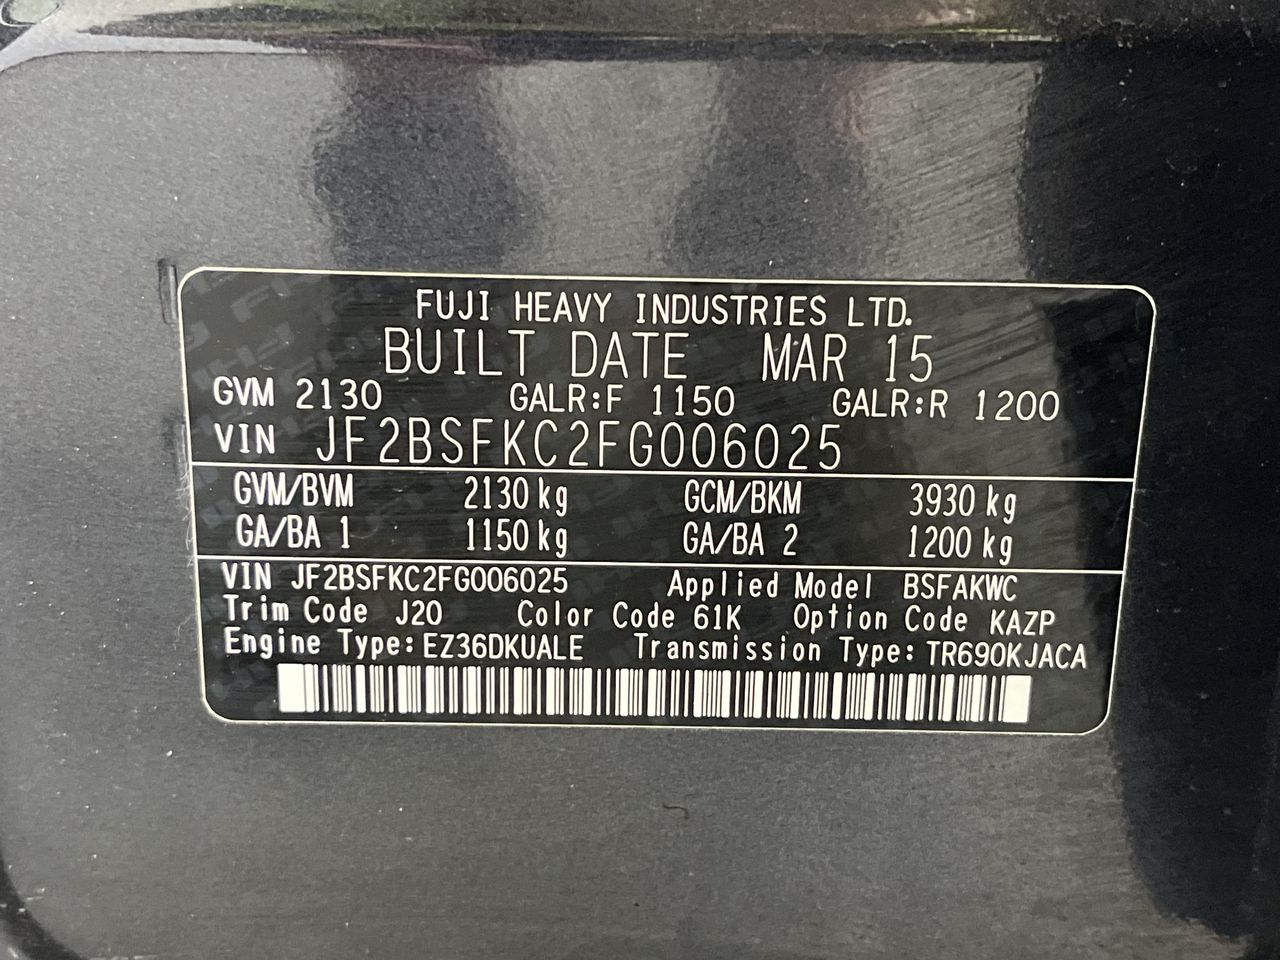 FUJI HEAVY INDUSTRIES LTD.
BUILT DATE MAR 15
GVM 2130 GALR:F 1150 GALR:R 1200
VIN JF2BSFKC2FG006025
GVM/BVM 2130 kg GCM/BKM 3930 kg
GA/BA 1 1150 kg GA/BA 2 1200 kg
VIN JF2BSFKC2FG006025 Applied Model BSFAKWC
Trim Code J20 Color Code 61K Option Code KAZP
Engine Type: EZ36DKUALE Transmission Type: TR690KJACA